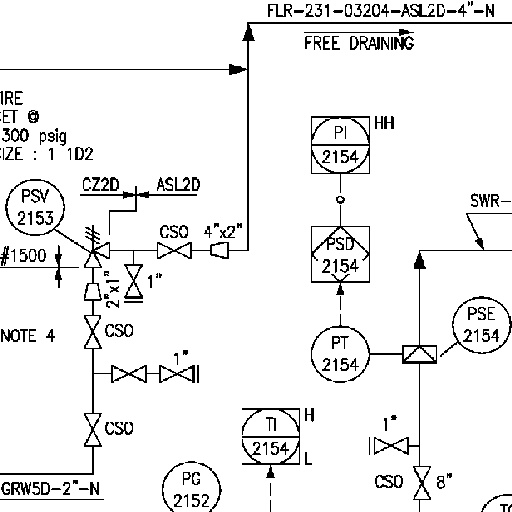 FLR-231-03204-ASL2D-4"-N
FREE DRAINING
IRE
ET @
300 psig
IZE : 1 1D2
PI
2154
HH
PSV
2153
CZ2D
ASL2D
CSO
4"x2"
SWR-
#1500
1"
2"x1"
PSD
2154
NOTE 4
CSO
PT
2154
PSE
2154
1"
CSO
TI
2154
H
L
1"
CSO
8"
GRW5D-2"-N
PG
2152